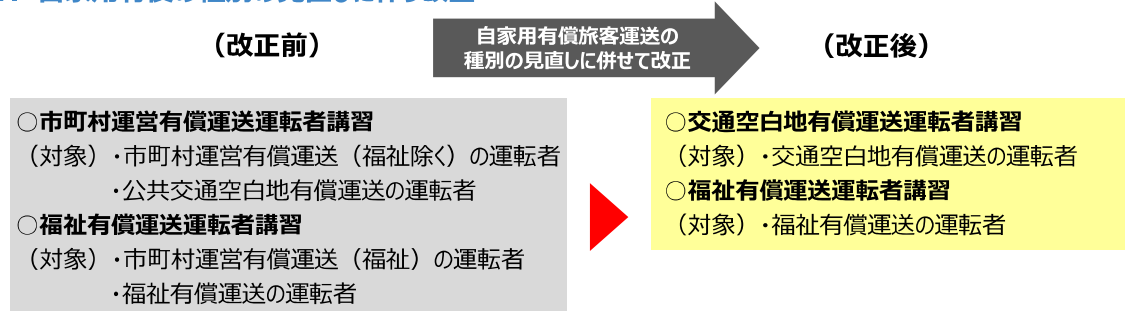 （改正前）
自家用有償旅客運送の
種別の見直しに併せて改正
（改正後）
○市町村運営有償運送運転者講習
（対象）・市町村運営有償運送（福祉除く）の運転者
・公共交通空白地有償運送の運転者
○福祉有償運送運転者講習
（対象）・市町村運営有償運送（福祉）の運転者
・福祉有償運送の運転者
○交通空白地有償運送運転者講習
（対象）・交通空白地有償運送の運転者
○福祉有償運送運転者講習
（対象）・福祉有償運送の運転者